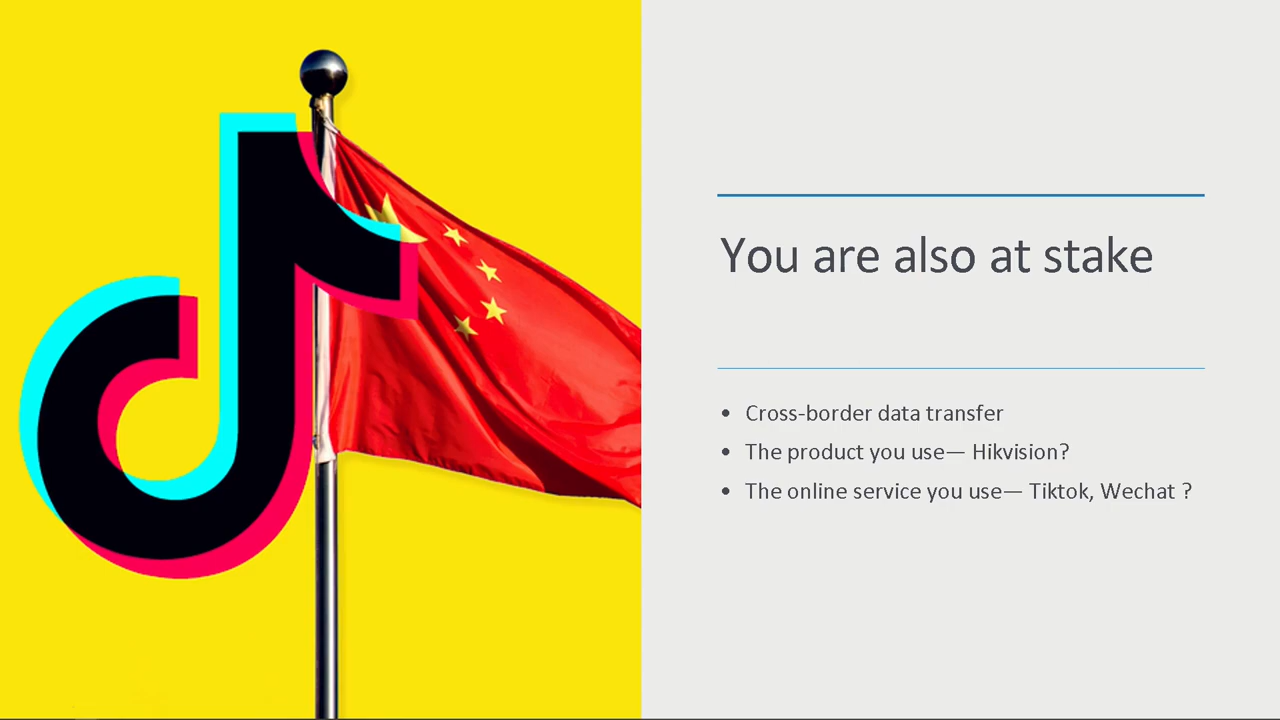 You are also at stake
• Cross-border data transfer
• The product you use— Hikvision?
• The online service you use— Tiktok, Wechat ?